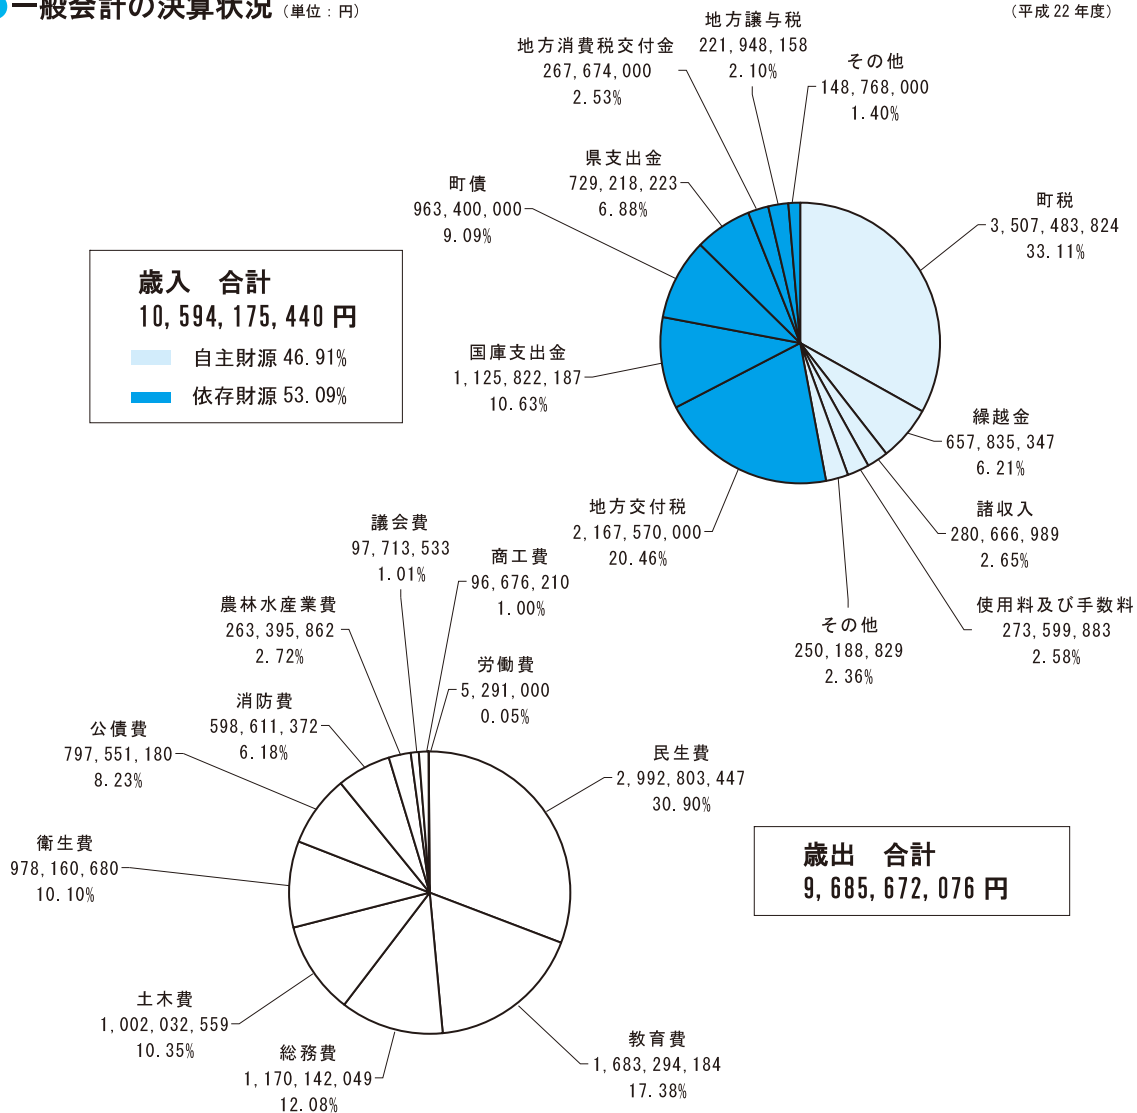 一般会計の決算状況（単位：円）
（平成22年度）
地方譲与税
221,948,158
2.10%
地方消費税交付金
267,674,000
2.53%
その他
148,768,000
1.40%
県支出金
729,218,223
6.88%
町債
963,400,000
9.09%
町税
3,507,483,824
33.11%
歳入　合計
10,594,175,440円
自主財源 46.91%
依存財源 53.09%
国庫支出金
1,125,822,187
10.63%
繰越金
657,835,347
6.21%
地方交付税
2,167,570,000
20.46%
諸収入
280,666,989
2.65%
使用料及び手数料
273,599,883
2.58%
その他
250,188,829
2.36%
議会費
97,713,533
1.01%
商工費
96,676,210
1.00%
農林水産業費
263,395,862
2.72%
労働費
5,291,000
0.05%
消防費
598,611,372
6.18%
公債費
797,551,180
8.23%
民生費
2,992,803,447
30.90%
衛生費
978,160,680
10.10%
歳出　合計
9,685,672,076円
土木費
1,002,032,559
10.35%
総務費
1,170,142,049
12.08%
教育費
1,683,294,184
17.38%